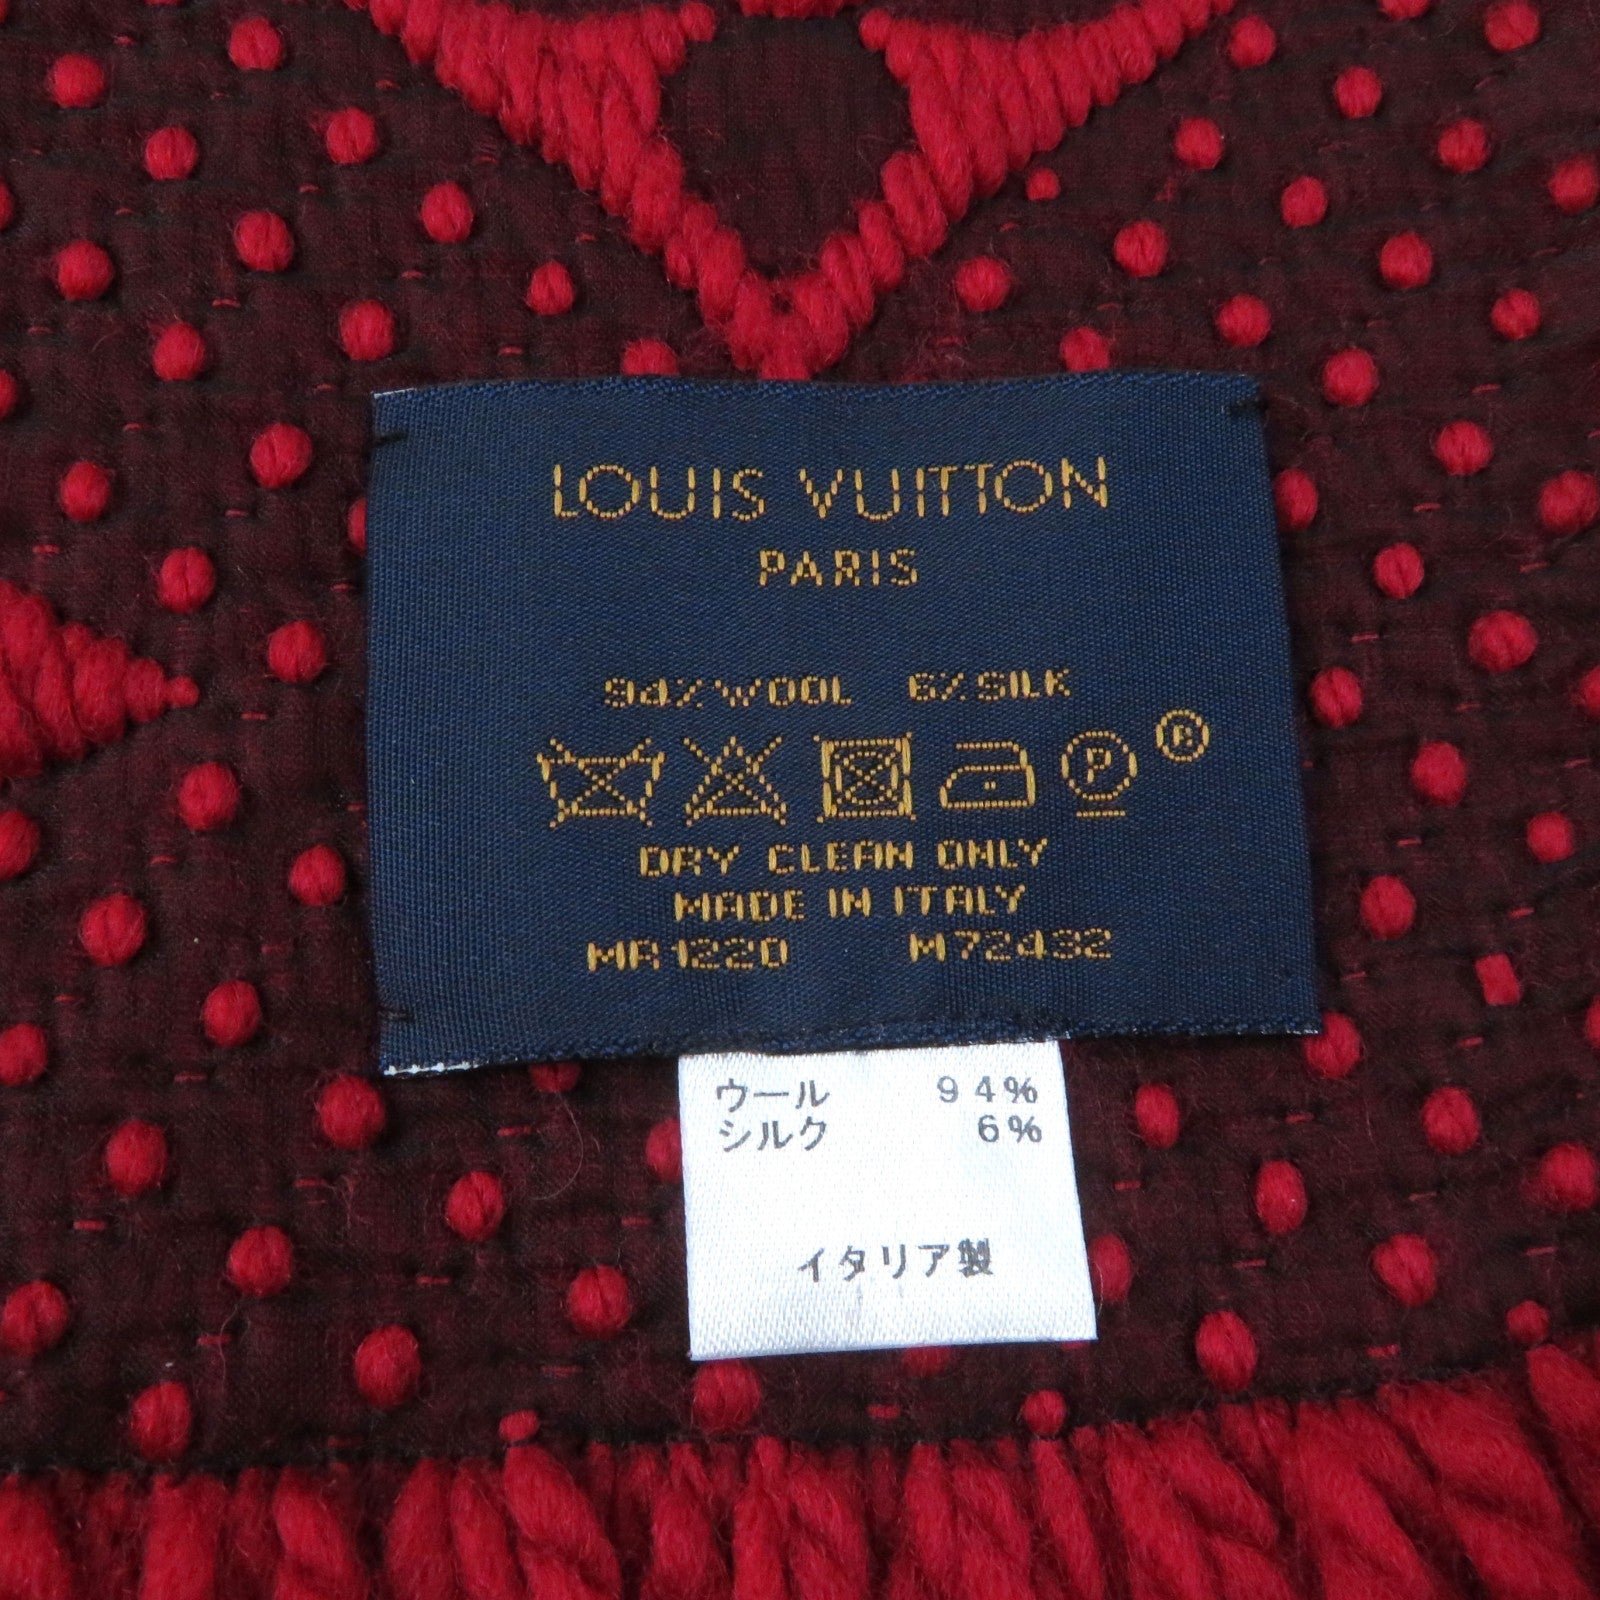 LOUIS VUITTON
PARIS
94% WOOL 6% SILK
P ®
DRY CLEAN ONLY
MADE IN ITALY
MR1220 M72432
ウール 94%
シルク 6%
イタリア製